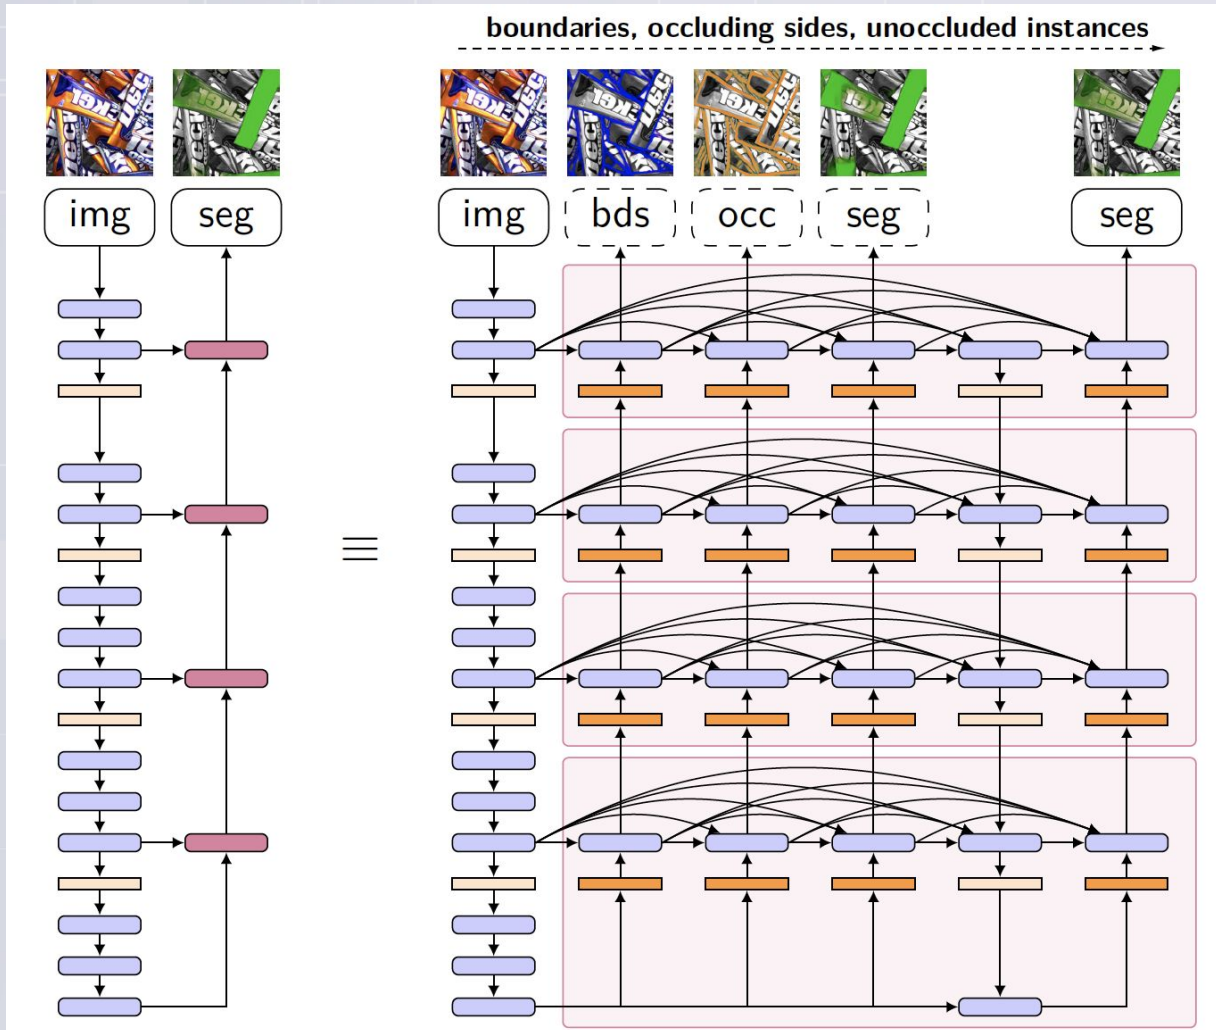 boundaries, occluding sides, unoccluded instances
img seg img bds occ seg seg
≡